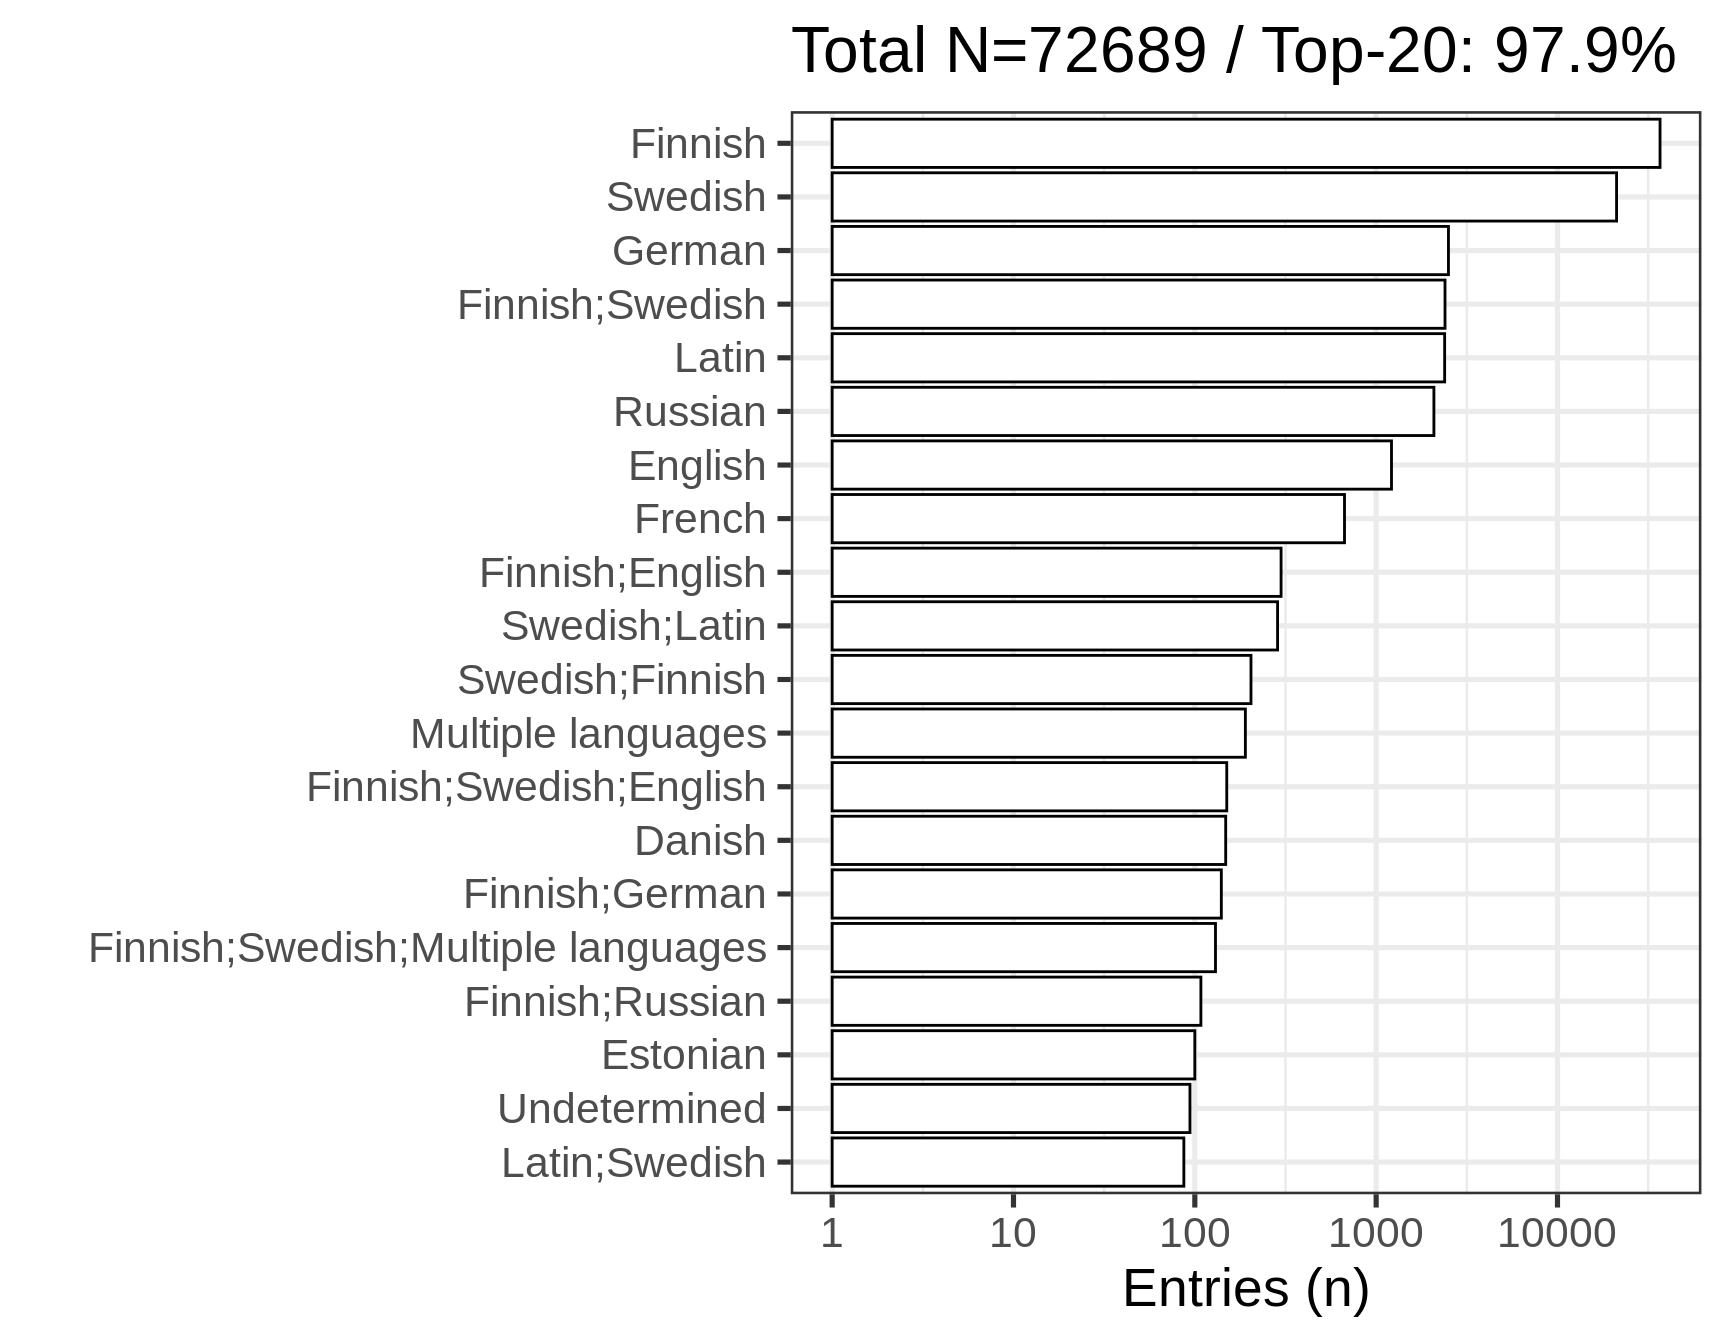 Total N=72689 / Top-20: 97.9%
Finnish
Swedish
German
Finnish;Swedish
Latin
Russian
English
French
Finnish;English
Swedish;Latin
Swedish;Finnish
Multiple languages
Finnish;Swedish;English
Danish
Finnish;German
Finnish;Swedish;Multiple languages
Finnish;Russian
Estonian
Undetermined
Latin;Swedish
1 10 100 1000 10000
Entries (n)